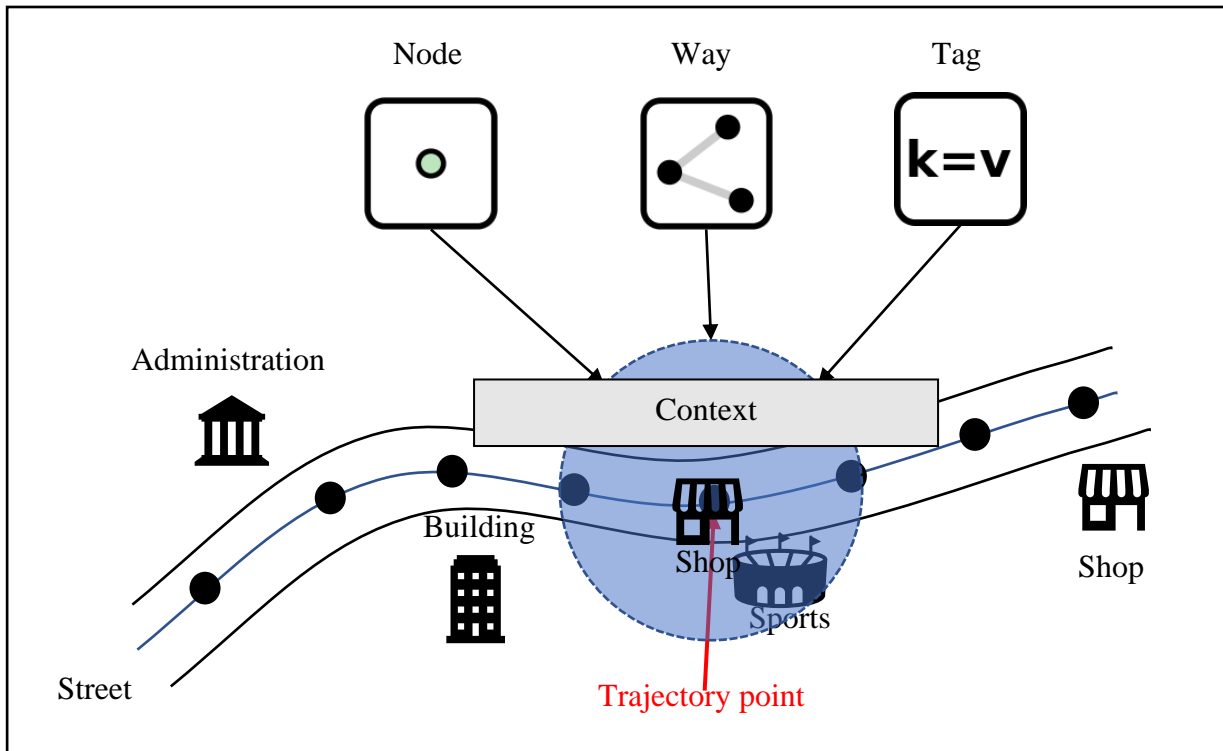 Node
Way
Tag
k=v
Administration
Context
Building
Shop
Shop
Sports
Street
Trajectory point